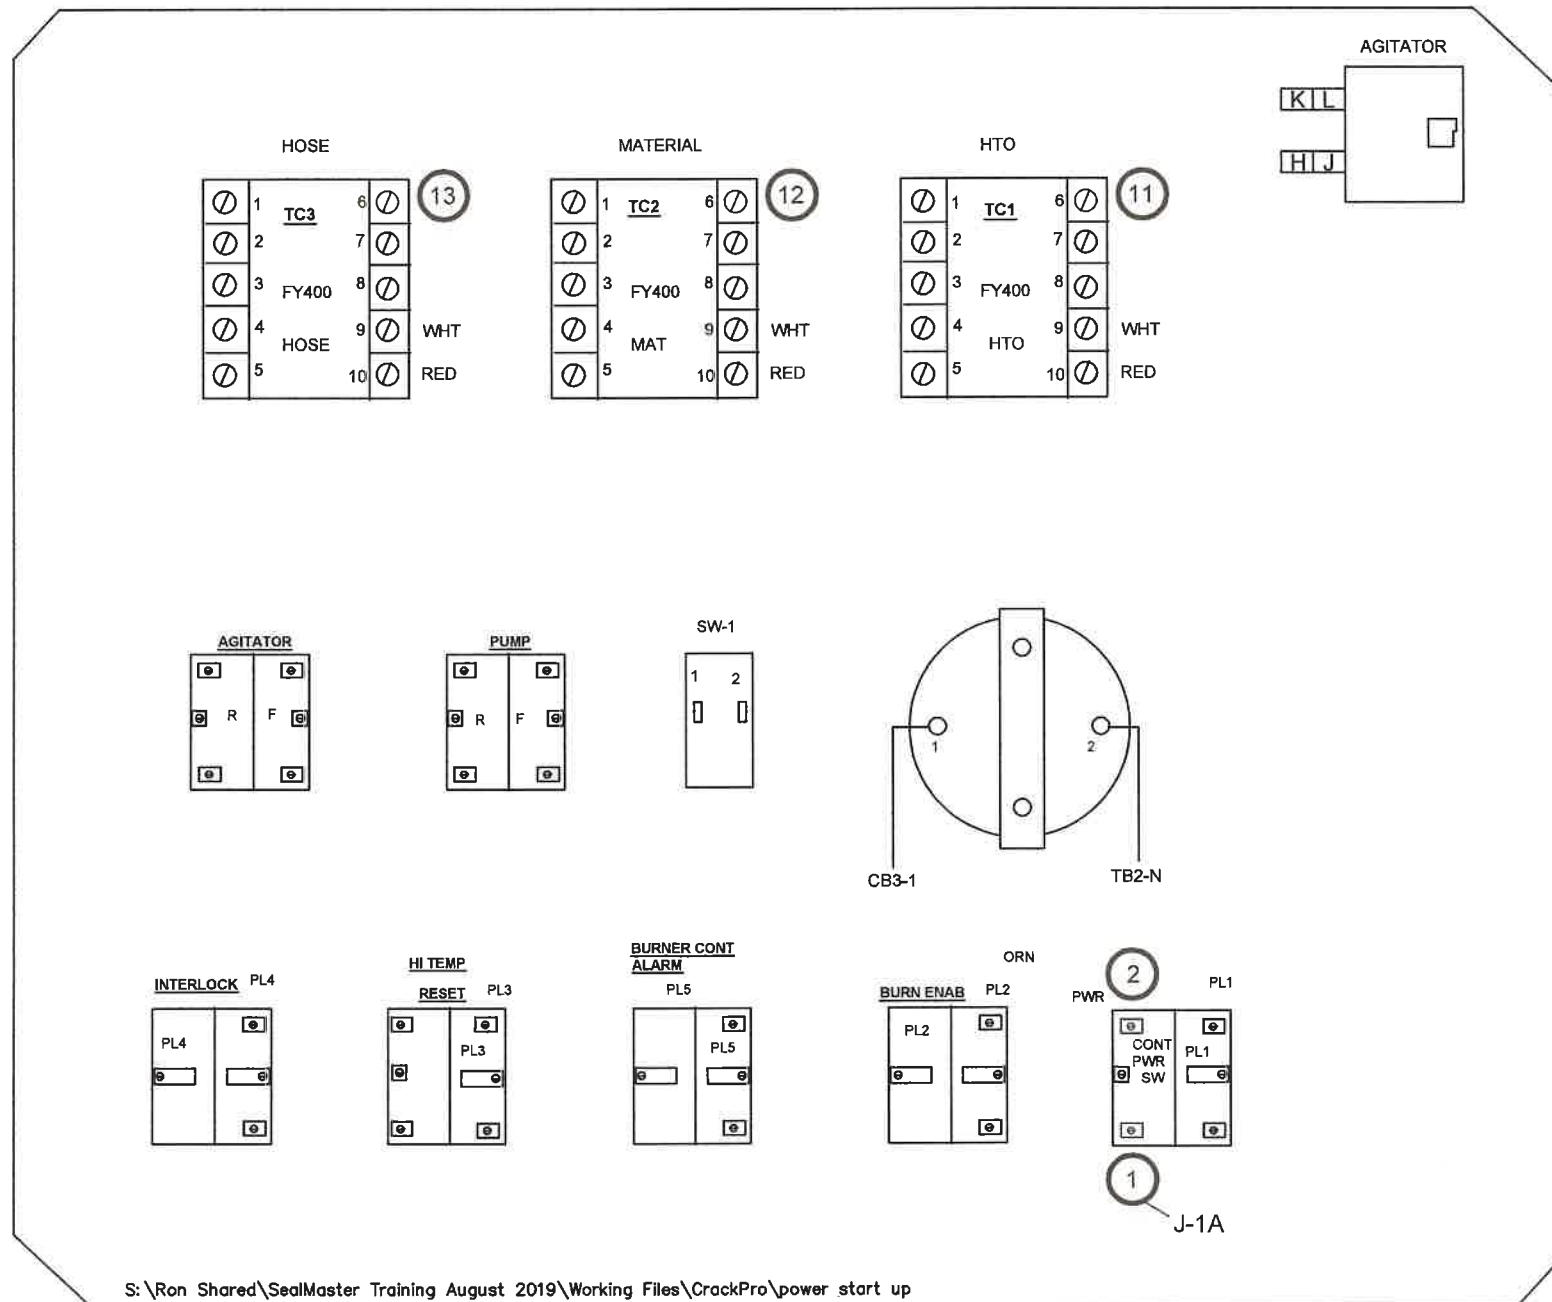 AGITATOR
K L
H J
HOSE
MATERIAL
HTO
13
12
11
1 TC3 6
2 7
3 FY400 8
4 HOSE 9 WHT
5 10 RED
1 TC2 6
2 7
3 FY400 8
4 MAT 9 WHT
5 10 RED
1 TC1 6
2 7
3 FY400 8
4 HTO 9 WHT
5 10 RED
AGITATOR
R F
PUMP
R F
SW-1
1 2
1 2
CB3-1
TB2-N
INTERLOCK PL4
PL4
HI TEMP
RESET PL3
PL3
BURNER CONT
ALARM
PL5
PL5
ORN
BURN ENAB PL2
PL2
2
PWR
PL1
CONT
PWR
SW
PL1
1
J-1A
S:\Ron Shared\SealMaster Training August 2019\Working Files\CrackPro\power start up